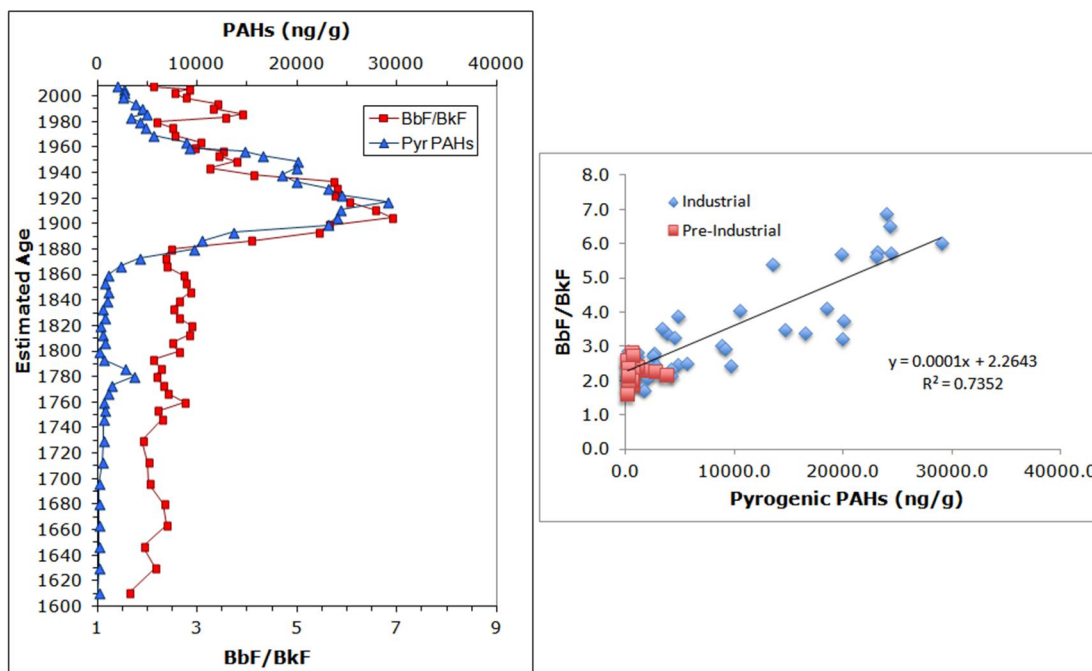 PAHs (ng/g)
0 10000 20000 30000 40000
Estimated Age
2000
1980
1960
1940
1920
1900
1880
1860
1840
1820
1800
1780
1760
1740
1720
1700
1680
1660
1640
1620
1600
BbF/BkF
Pyr PAHs
1 3 5 7 9
BbF/BkF
BbF/BkF
8.0
7.0
6.0
5.0
4.0
3.0
2.0
1.0
0.0
Industrial
Pre-Industrial
y = 0.0001x + 2.2643
R² = 0.7352
0.0 10000.0 20000.0 30000.0 40000.0
Pyrogenic PAHs (ng/g)